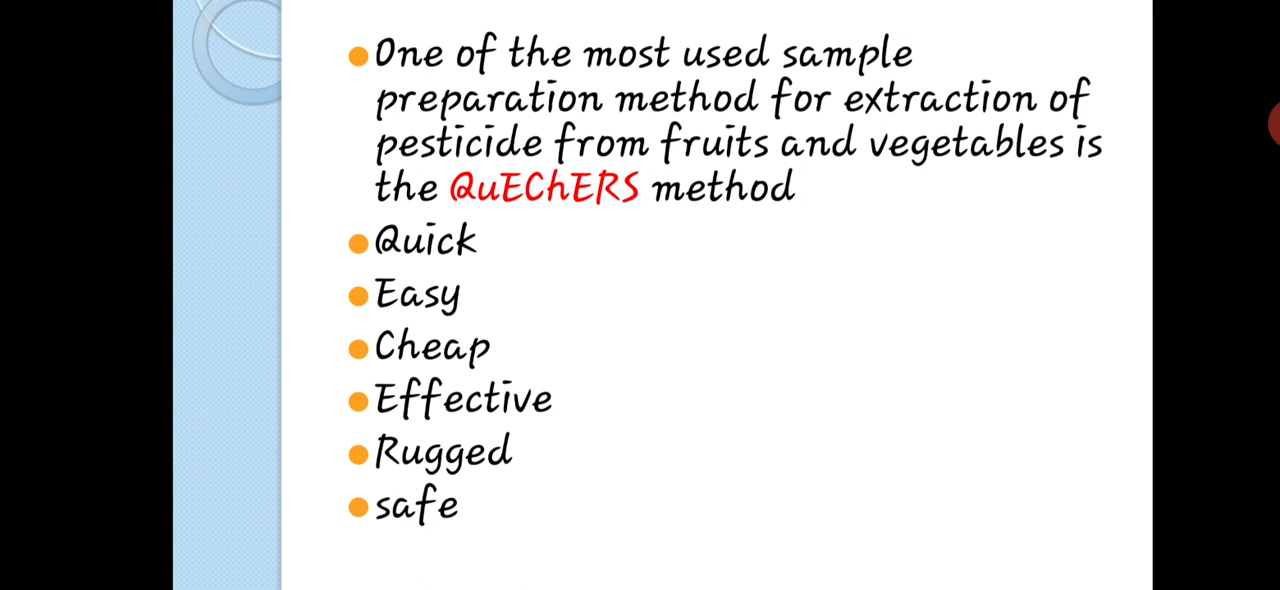 One of the most used sample
preparation method for extraction of
pesticide from fruits and vegetables is
the QuEChERS method
Quick
Easy
Cheap
Effective
Rugged
safe